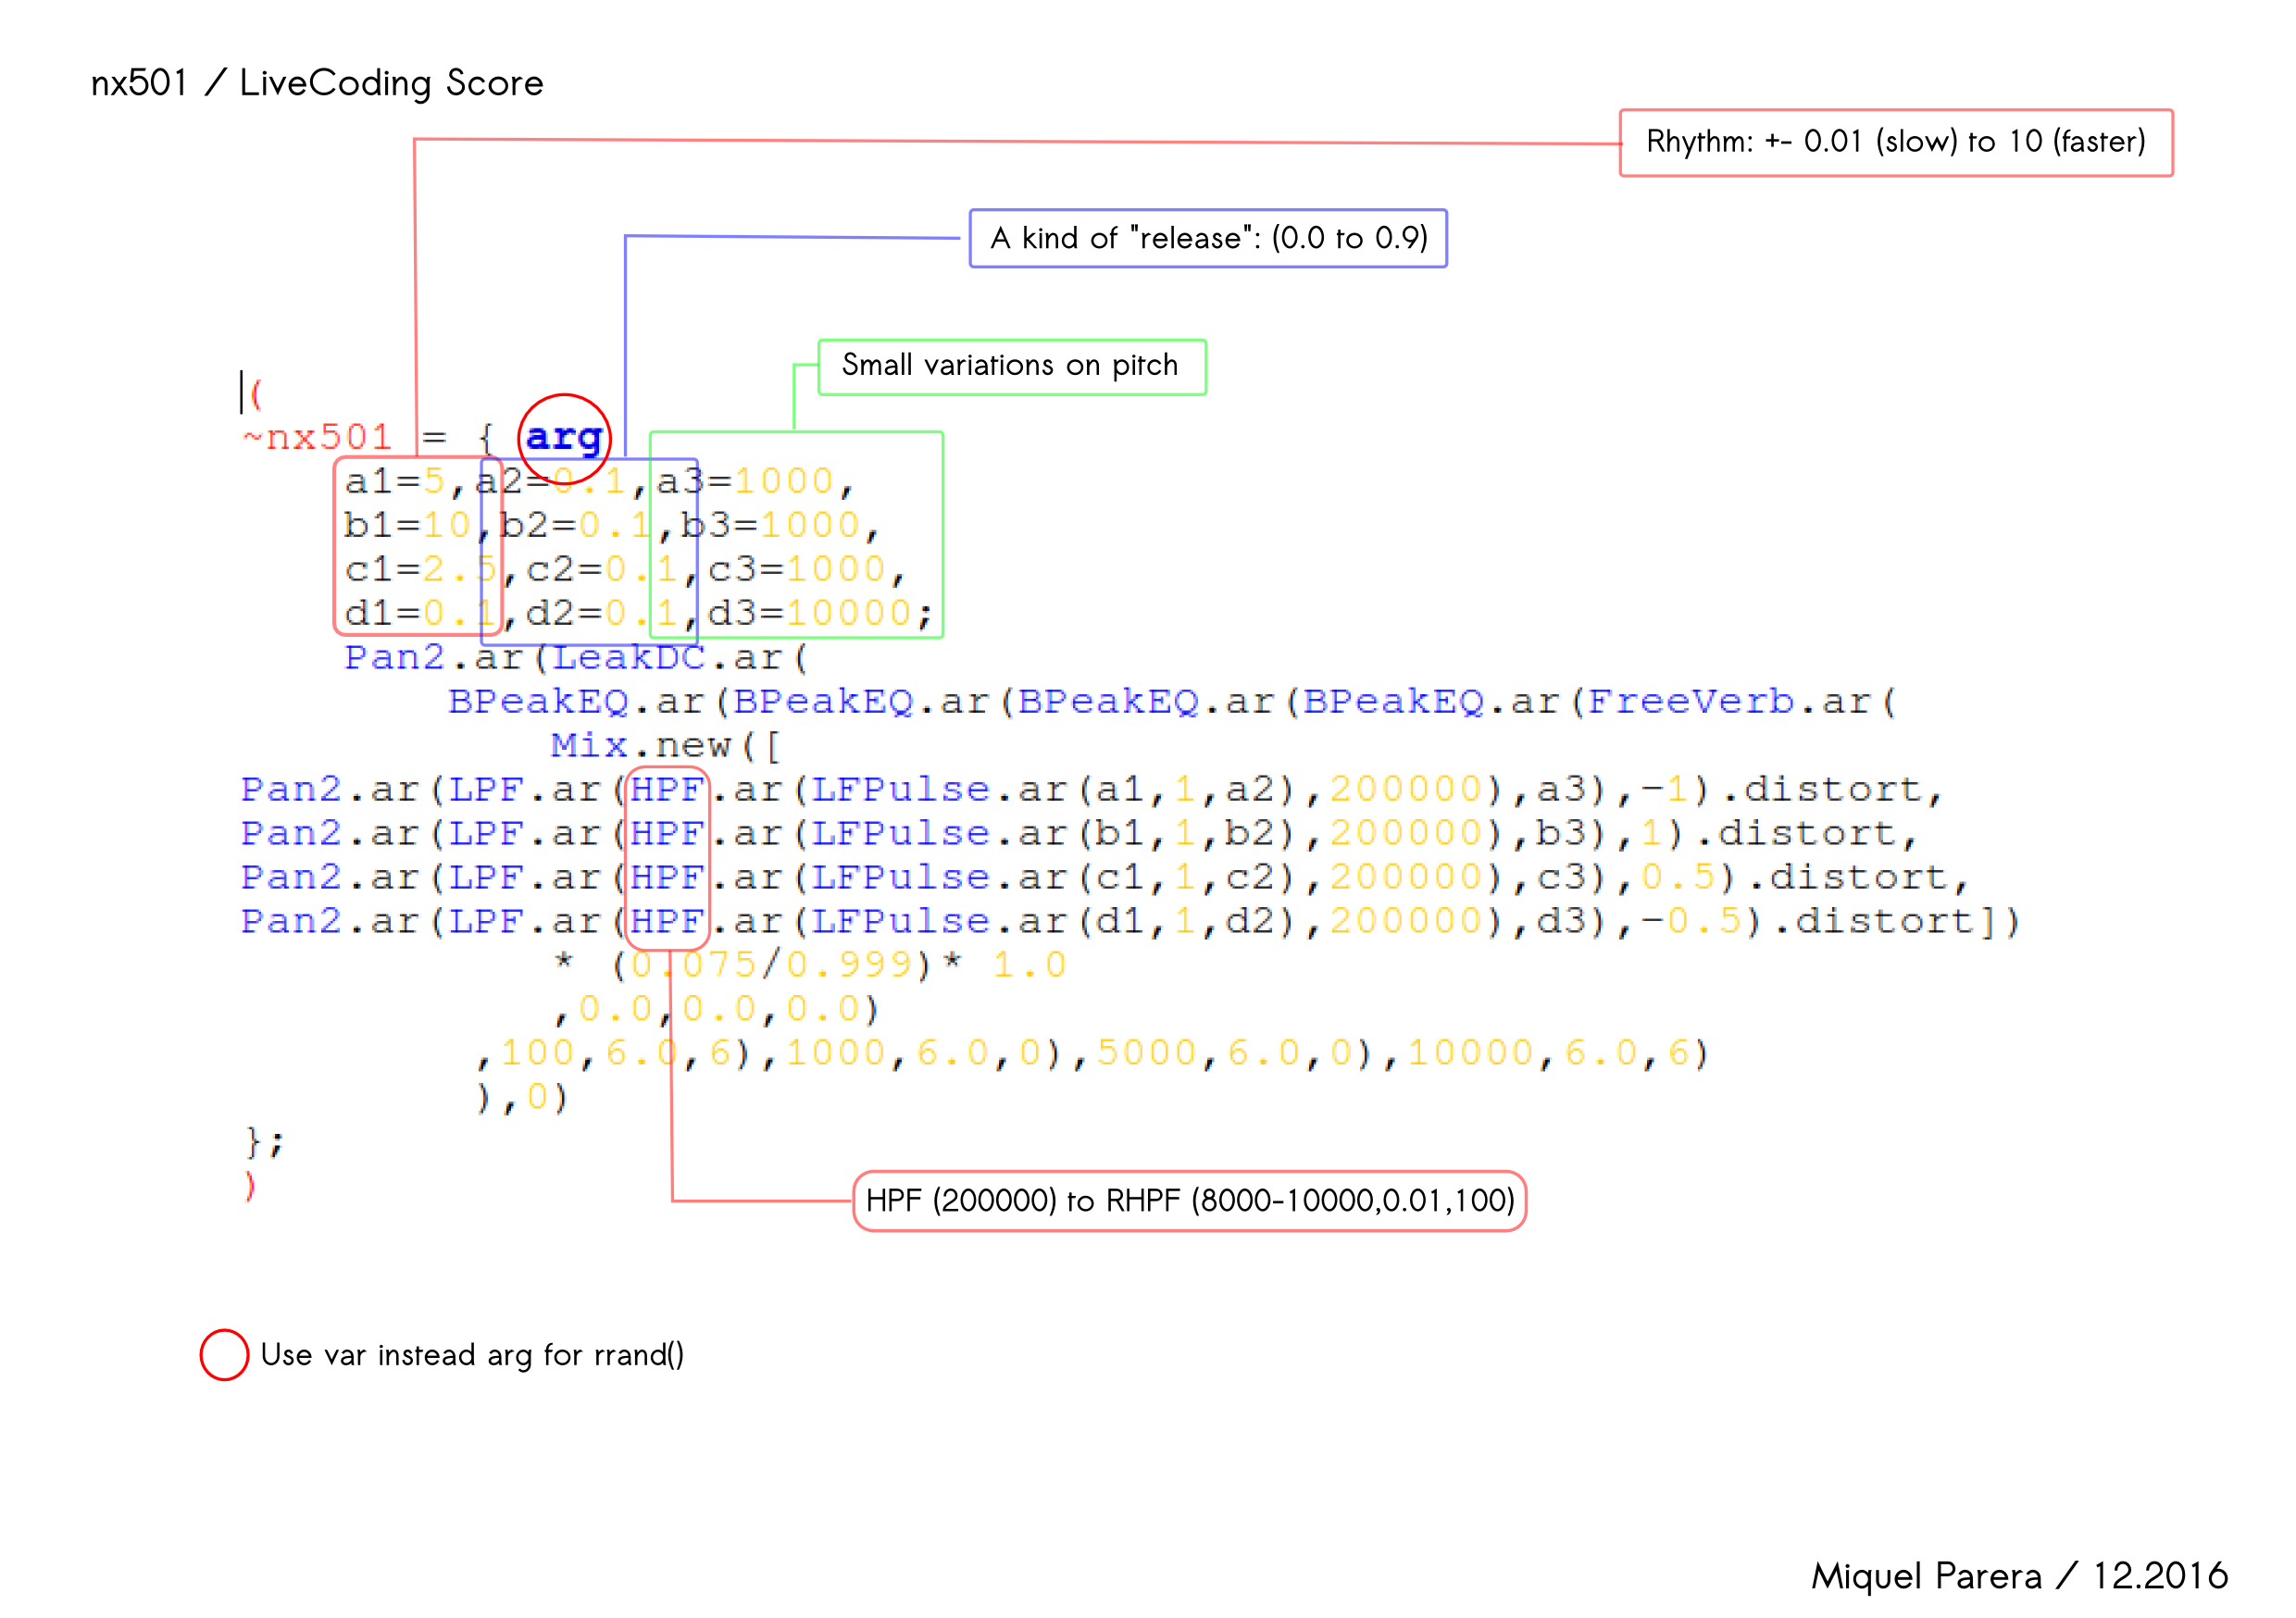 nx501 / LiveCoding Score
Rhythm: +- 0.01 (slow) to 10 (faster)
A kind of "release": (0.0 to 0.9)
Small variations on pitch
(
~nx501 = { arg
a1=5,a2=0.1,a3=1000,
b1=10,b2=0.1,b3=1000,
c1=2.5,c2=0.1,c3=1000,
d1=0.1,d2=0.1,d3=10000;
Pan2.ar(LeakDC.ar(
BPeakEQ.ar(BPeakEQ.ar(BPeakEQ.ar(BPeakEQ.ar(FreeVerb.ar(
Mix.new([
Pan2.ar(LPF.ar(HPF.ar(LFPulse.ar(a1,1,a2),200000),a3),-1).distort,
Pan2.ar(LPF.ar(HPF.ar(LFPulse.ar(b1,1,b2),200000),b3),1).distort,
Pan2.ar(LPF.ar(HPF.ar(LFPulse.ar(c1,1,c2),200000),c3),0.5).distort,
Pan2.ar(LPF.ar(HPF.ar(LFPulse.ar(d1,1,d2),200000),d3),-0.5).distort])
* (0.075/0.999)* 1.0
,0.0,0.0,0.0)
,100,6.0,6),1000,6.0,0),5000,6.0,0),10000,6.0,6)
),0)
};
)
HPF (200000) to RHPF (8000-10000,0.01,100)
Use var instead arg for rrand()
Miquel Parera / 12.2016